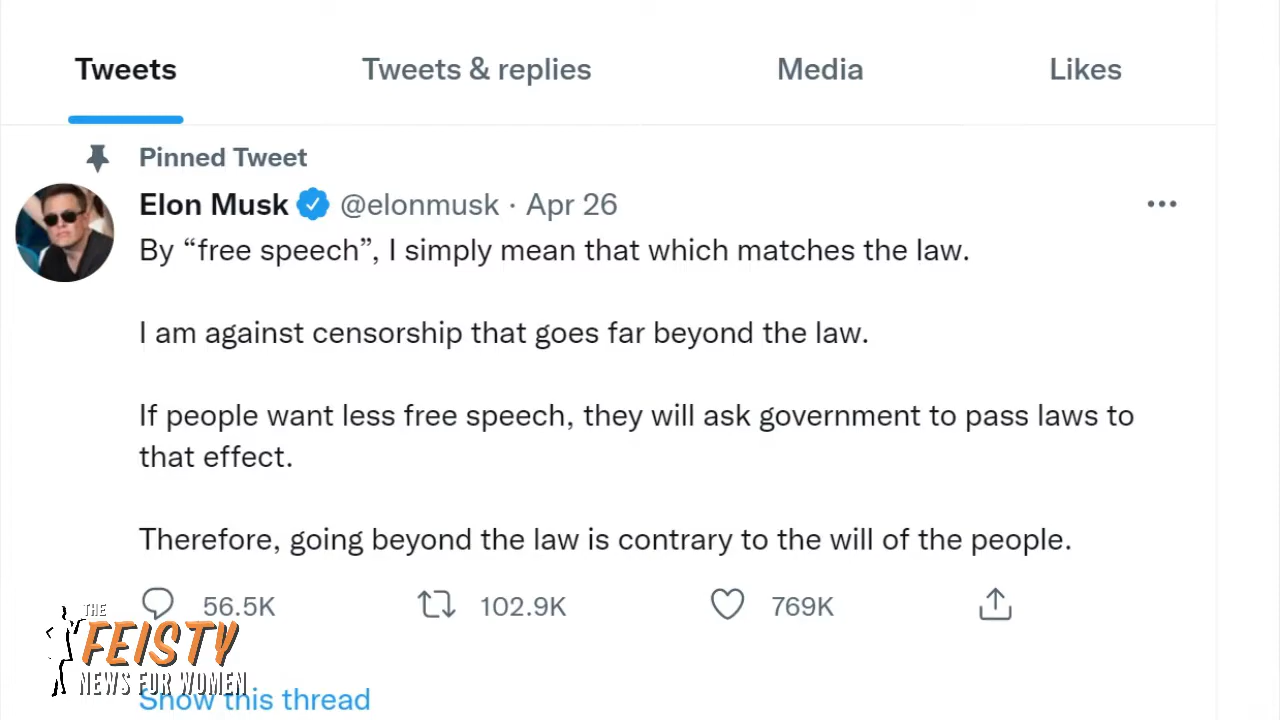 Tweets Tweets & replies Media Likes
Pinned Tweet
Elon Musk @elonmusk · Apr 26
By “free speech”, I simply mean that which matches the law.
I am against censorship that goes far beyond the law.
If people want less free speech, they will ask government to pass laws to
that effect.
Therefore, going beyond the law is contrary to the will of the people.
56.5K 102.9K 769K
THE
FEISTY
NEWS FOR WOMEN
Show this thread